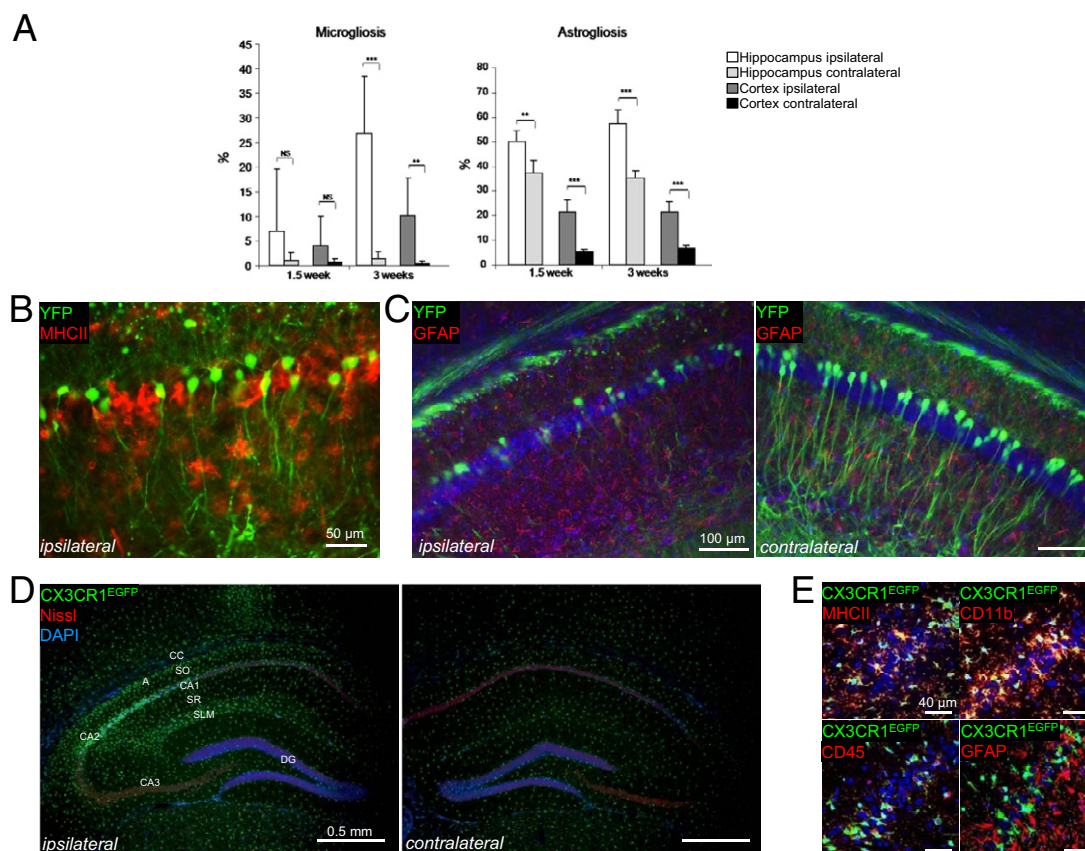 A
Microgliosis
Astrogliosis
Hippocampus ipsilateral
Hippocampus contralateral
Cortex ipsilateral
Cortex contralateral
45
40
35
30
25
20
15
10
5
0
%
NS
NS
***
**
1.5 week
3 weeks
80
70
60
50
40
30
20
10
0
%
**
***
***
***
1.5 week
3 weeks
B
YFP
MHCII
50 µm
ipsilateral
C
YFP
GFAP
100 µm
ipsilateral
YFP
GFAP
contralateral
D
CX3CR1EGFP
Nissl
DAPI
CC
SO
A
CA1
SR
SLM
CA2
DG
CA3
0.5 mm
ipsilateral
contralateral
E
CX3CR1EGFP
MHCII
40 µm
CX3CR1EGFP
CD11b
CX3CR1EGFP
CD45
CX3CR1EGFP
GFAP